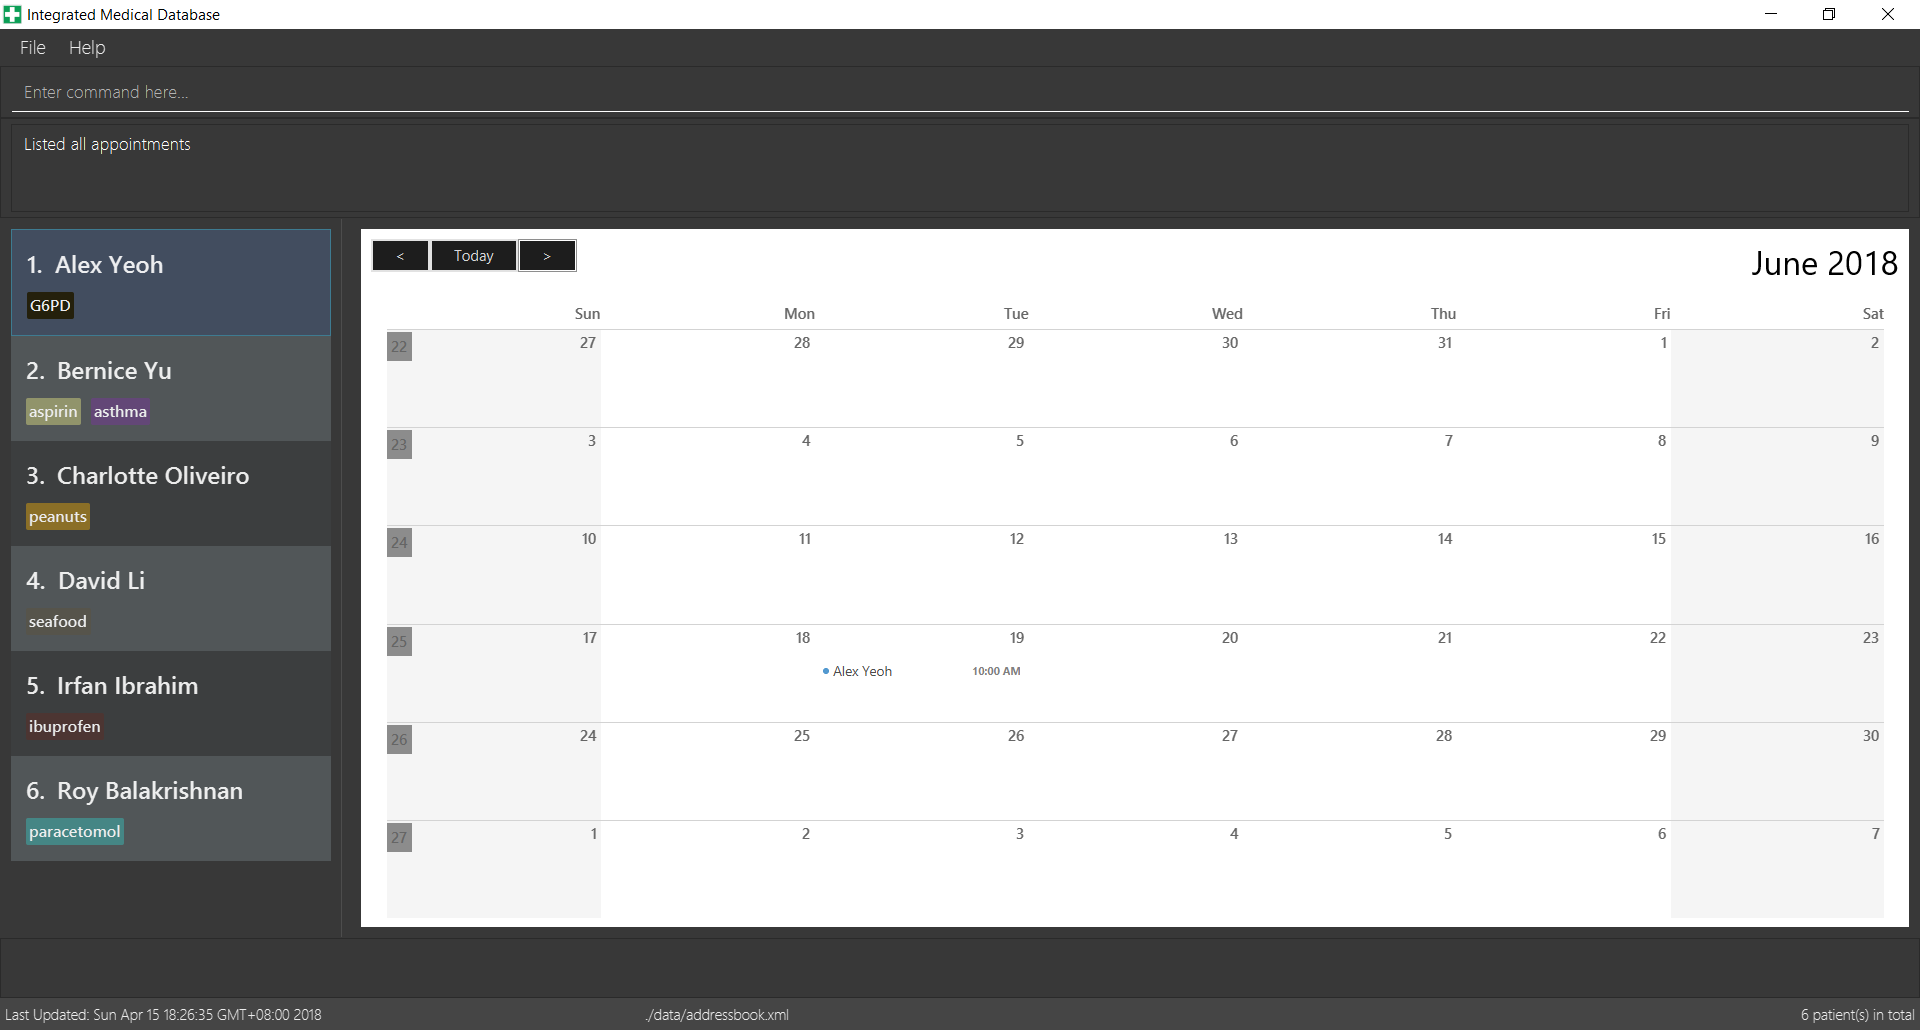 Integrated Medical Database
File Help
Enter command here...
Listed all appointments
1. Alex Yeoh
G6PD
2. Bernice Yu
aspirin asthma
3. Charlotte Oliveiro
peanuts
4. David Li
seafood
5. Irfan Ibrahim
ibuprofen
6. Roy Balakrishnan
paracetomol
< Today > June 2018
Sun Mon Tue Wed Thu Fri Sat
22 27 28 29 30 31 1 2
23 3 4 5 6 7 8 9
24 10 11 12 13 14 15 16
25 17 18 19 20 21 22 23
Alex Yeoh 10:00 AM
26 24 25 26 27 28 29 30
27 1 2 3 4 5 6 7
Last Updated: Sun Apr 15 18:26:35 GMT+08:00 2018 ./data/addressbook.xml 6 patient(s) in total